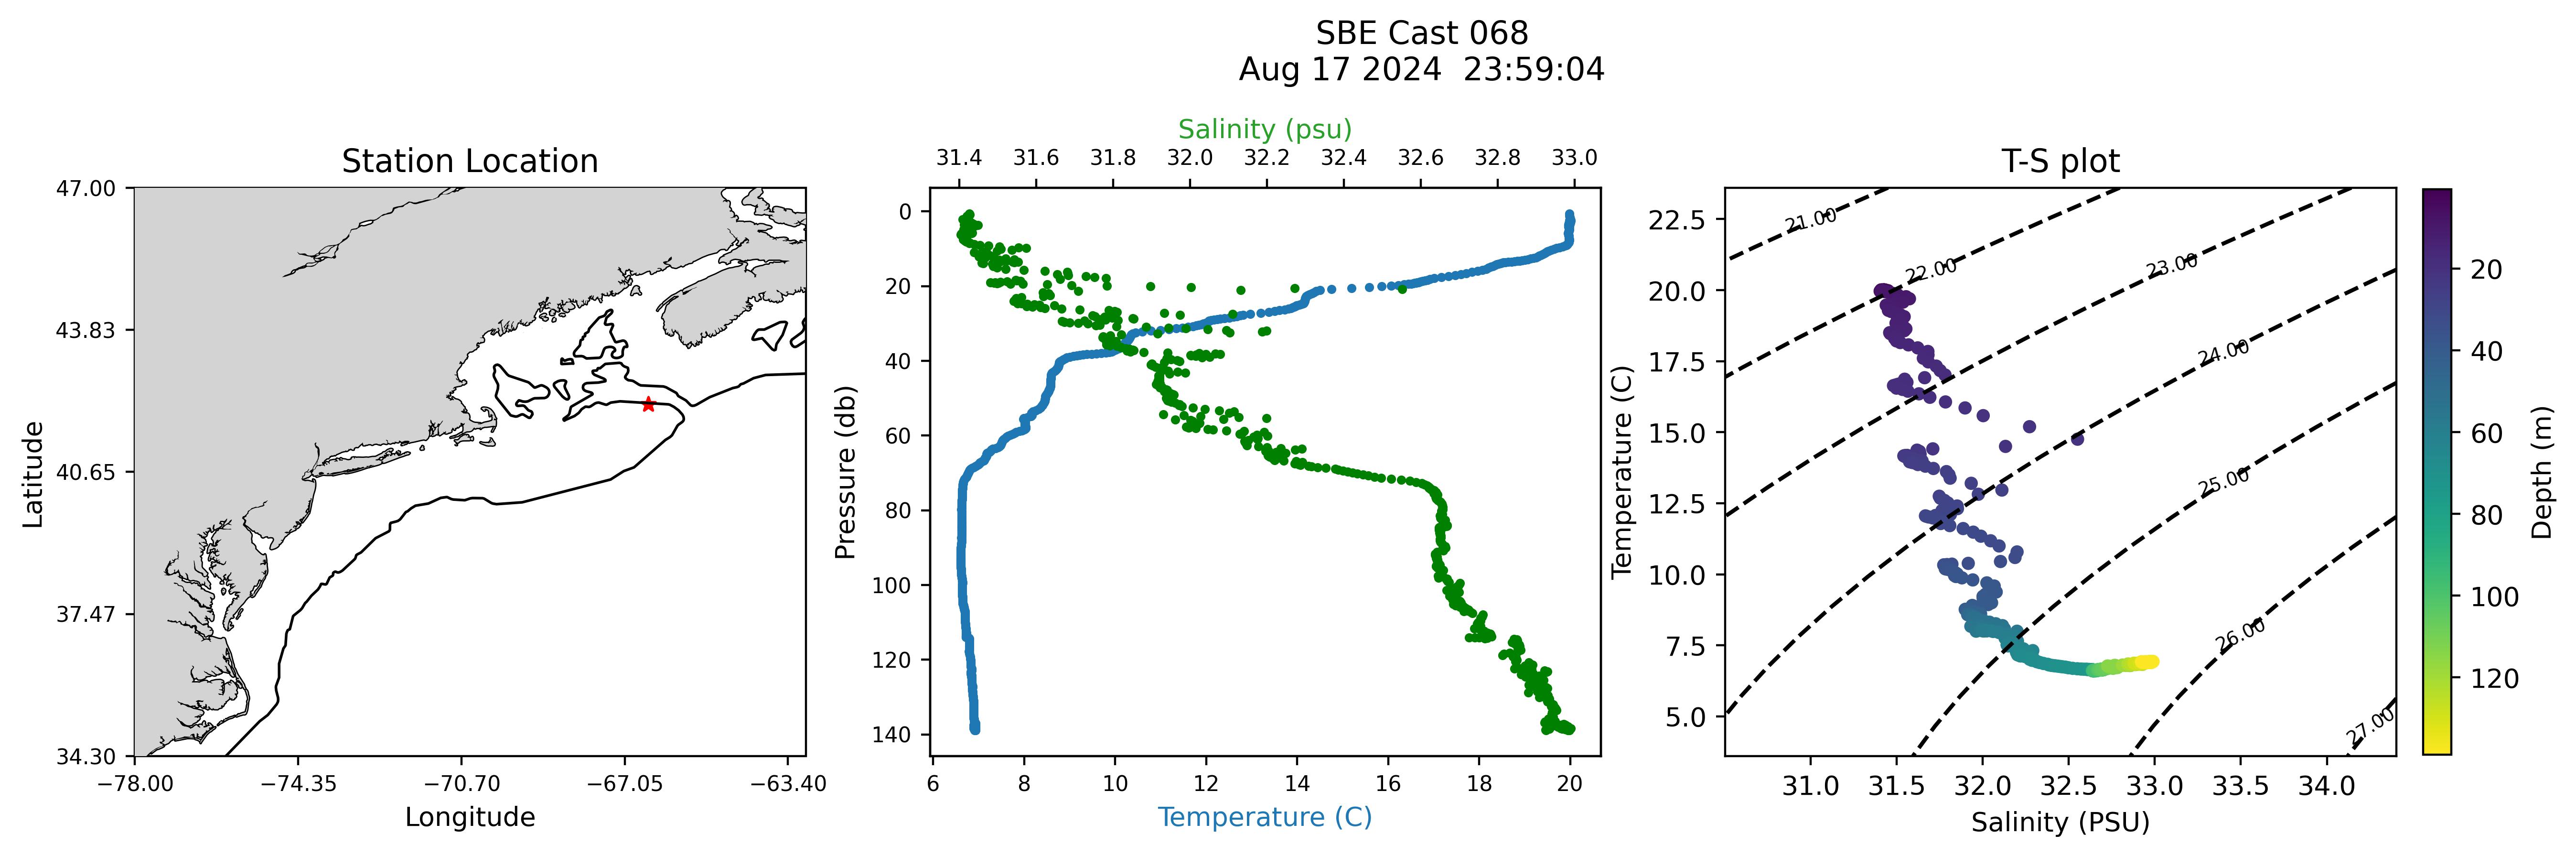 SBE Cast 068
Aug 17 2024  23:59:04
Station Location
47.00
43.83
40.65
37.47
34.30
Latitude
−78.00 −74.35 −70.70 −67.05 −63.40
Longitude
Salinity (psu)
31.4 31.6 31.8 32.0 32.2 32.4 32.6 32.8 33.0
0
20
40
60
80
100
120
140
Pressure (db)
6 8 10 12 14 16 18 20
Temperature (C)
T-S plot
22.5
20.0
17.5
15.0
12.5
10.0
7.5
5.0
Temperature (C)
21.00
22.00
23.00
24.00
25.00
26.00
27.00
31.0 31.5 32.0 32.5 33.0 33.5 34.0
Salinity (PSU)
20
40
60
80
100
120
Depth (m)